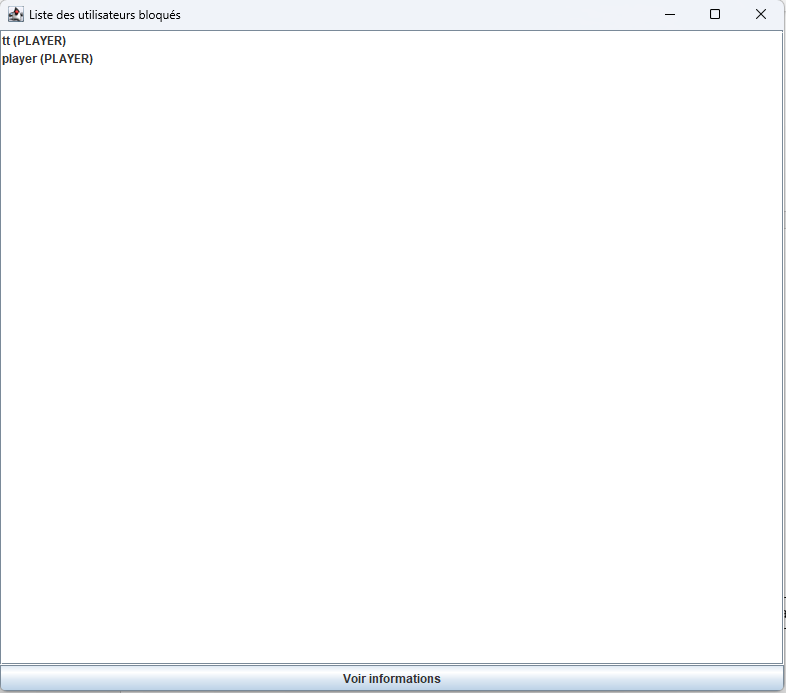 Liste des utilisateurs bloqués
tt (PLAYER)
player (PLAYER)
Voir informations